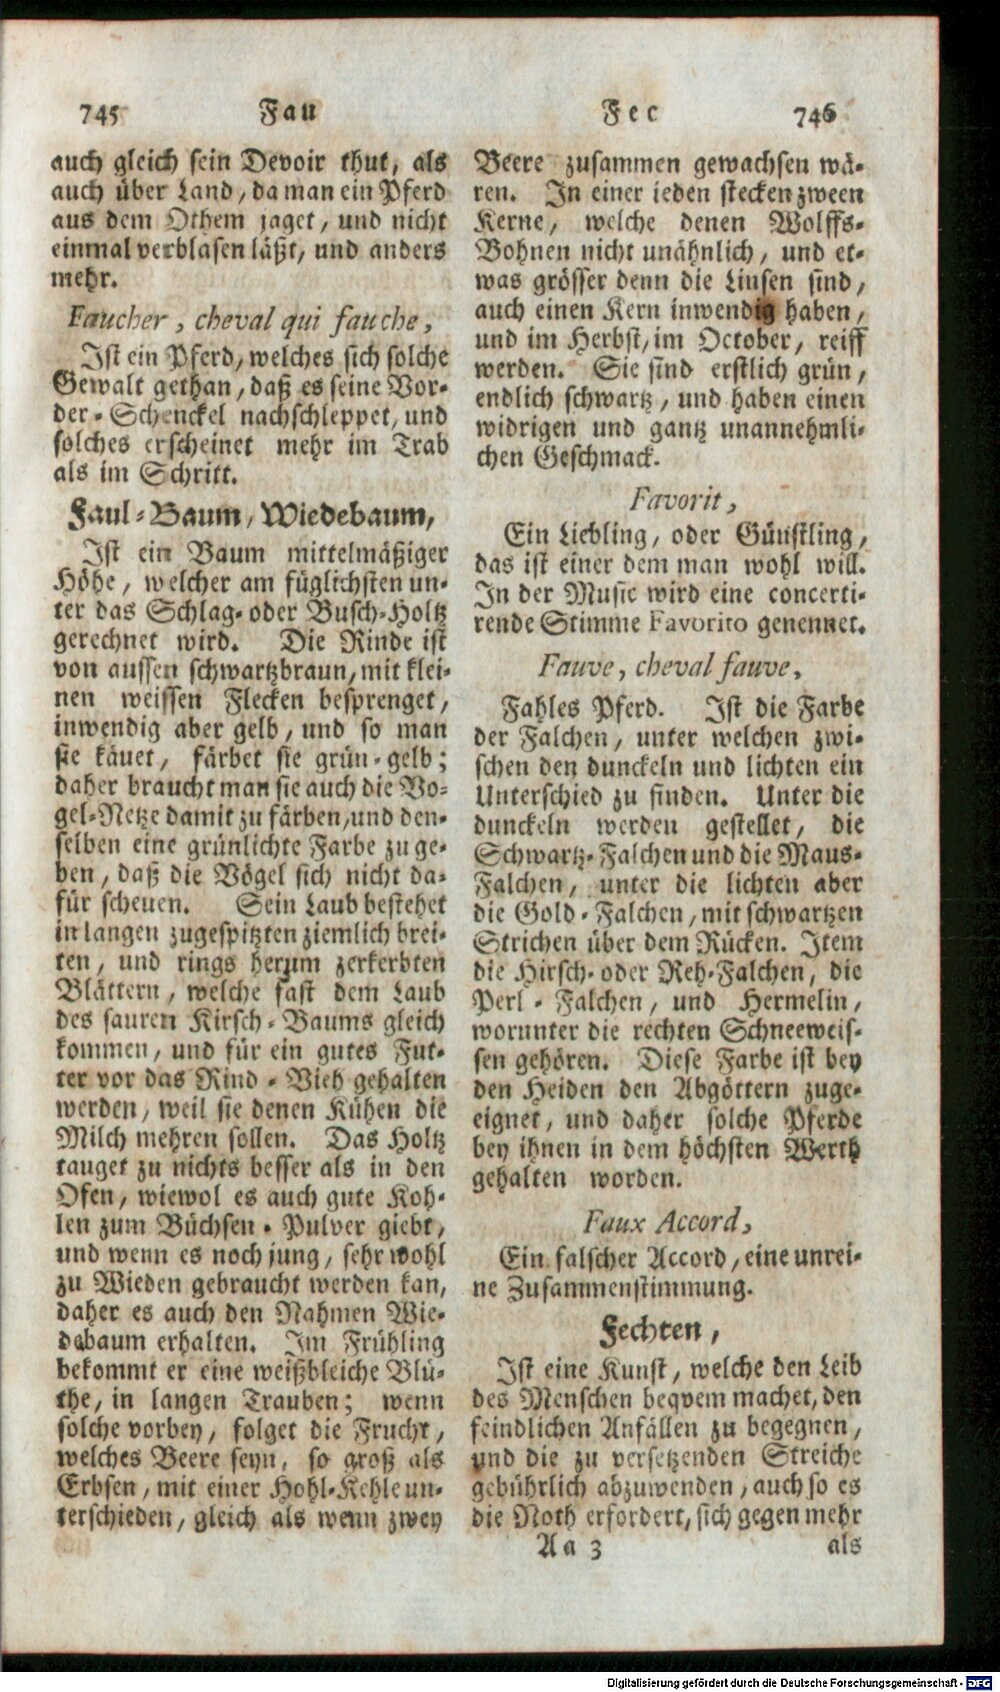 745 Fau
auch gleich sein Devoir thut, als
auch über Land, da man ein Pferd
aus dem Othem jaget, und nicht
einmal verblasen läßt, und anders
mehr.
Faucher, cheval qui fauche,
Ist ein Pferd, welches sich solche
Gewalt gethan, daß es seine Vor-
der-Schenckel nachschleppet, und
solches erscheinet mehr im Trab
als im Schritt.
Faul-Baum, Wiedebaum,
Ist ein Baum mittelmäßiger
Höhe, welcher am füglichsten un-
ter das Schlag- oder Busch-Holtz
gerechnet wird. Die Rinde ist
von aussen schwartzbraun, mit klei-
nen weissen Flecken besprenget,
inwendig aber gelb, und so man
sie käuet, färbet sie grün-gelb;
daher braucht man sie auch die Vo-
gel-Netze damit zu färben, und den-
selben eine grünlichte Farbe zu ge-
ben, daß die Vögel sich nicht da-
für scheuen. Sein Laub bestehet
in langen zugespitzten ziemlich brei-
ten, und rings herum zerkerbten
Blättern, welche fast dem Laub
des sauren Kirsch-Baums gleich
kommen, und für ein gutes Fut-
ter vor das Rind-Vieh gehalten
werden, weil sie denen Kühen die
Milch mehren sollen. Das Holtz
tauget zu nichts besser als in den
Ofen, wiewol es auch gute Koh-
len zum Büchsen-Pulver giebt,
und wenn es noch jung, sehr wohl
zu Wieden gebraucht werden kan,
daher es auch den Nahmen Wie-
debaum erhalten. Im Frühling
bekommt er eine weißbleiche Blü-
the, in langen Trauben; wenn
solche vorbey, folget die Frucht,
welches Beere seyn, so groß als
Erbsen, mit einer Hohl-Kehle un-
terschieden, gleich als wenn zwey
Fec 746
Beere zusammen gewachsen wä-
ren. In einer ieden stecken zween
Kerne, welche denen Wolffs-
Bohnen nicht unähnlich, und et-
was grösser denn die Linsen sind,
auch einen Kern inwendig haben,
und im Herbst, im October, reiff
werden. Sie sind erstlich grün,
endlich schwartz, und haben einen
widrigen und gantz unannehmli-
chen Geschmack.
Favorit,
Ein Liebling, oder Günstling,
das ist einer dem man wohl will.
In der Music wird eine concerti-
rende Stimme Favorito genennet.
Fauve, cheval fauve,
Fahles Pferd. Ist die Farbe
der Falchen, unter welchen zwi-
schen den dunckeln und lichten ein
Unterschied zu finden. Unter die
dunckeln werden gestellet, die
Schwartz-Falchen und die Maus-
Falchen, unter die lichten aber
die Gold-Falchen, mit schwartzen
Strichen über dem Rücken. Item
die Hirsch- oder Reh-Falchen, die
Perl-Falchen, und Hermelin,
worunter die rechten Schneeweis-
sen gehören. Diese Farbe ist bey
den Heiden den Abgöttern zuge-
eignet, und daher solche Pferde
bey ihnen in dem höchsten Werth
gehalten worden.
Faux Accord,
Ein falscher Accord, eine unrei-
ne Zusammenstimmung.
Fechten,
Ist eine Kunst, welche den Leib
des Menschen beqvem machet, den
feindlichen Anfällen zu begegnen,
und die zu versetzenden Streiche
gebührlich abzuwenden, auch so es
die Noth erfordert, sich gegen mehr
Aa 3 als
Digitalisierung gefördert durch die Deutsche Forschungsgemeinschaft - DFG